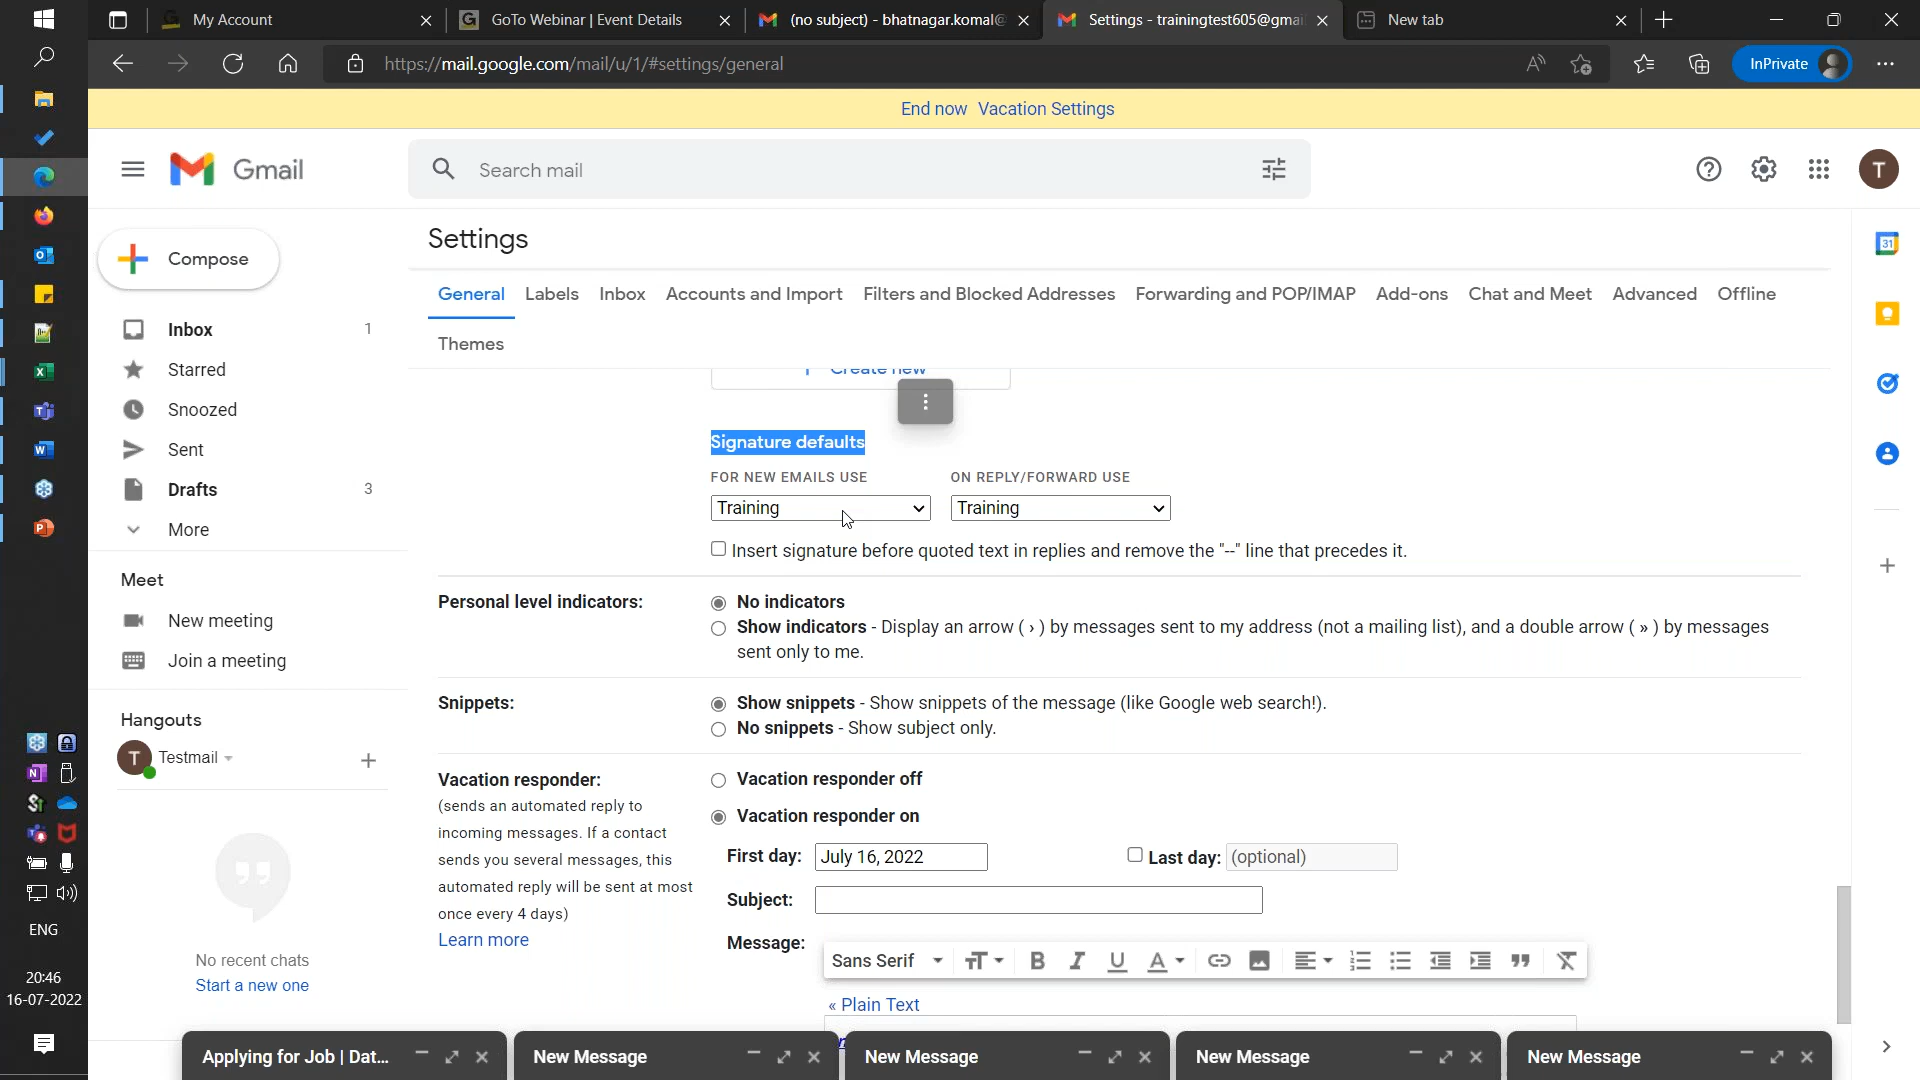 My Account
GoTo Webinar | Event Details
(no subject) - bhatnagar.komal@
Settings - trainingtest605@gmai
New tab
https://mail.google.com/mail/u/1/#settings/general
InPrivate
End now Vacation Settings
Gmail
Search mail
T
Compose
Inbox 1
Starred
Snoozed
Sent
Drafts 3
More
Meet
New meeting
Join a meeting
Hangouts
T Testmail
No recent chats
Start a new one
Settings
General Labels Inbox Accounts and Import Filters and Blocked Addresses Forwarding and POP/IMAP Add-ons Chat and Meet Advanced Offline
Themes
Create new
Signature defaults
FOR NEW EMAILS USE ON REPLY/FORWARD USE
Training Training
Insert signature before quoted text in replies and remove the "--" line that precedes it.
Personal level indicators: No indicators
Show indicators - Display an arrow ( › ) by messages sent to my address (not a mailing list), and a double arrow ( » ) by messages
sent only to me.
Snippets: Show snippets - Show snippets of the message (like Google web search!).
No snippets - Show subject only.
Vacation responder: Vacation responder off
(sends an automated reply to
incoming messages. If a contact
sends you several messages, this
automated reply will be sent at most
once every 4 days)
Learn more
Vacation responder on
First day: July 16, 2022 Last day: (optional)
Subject:
Message:
Sans Serif
« Plain Text
Applying for Job | Dat...
New Message
New Message
New Message
New Message
31
ENG
20:46
16-07-2022